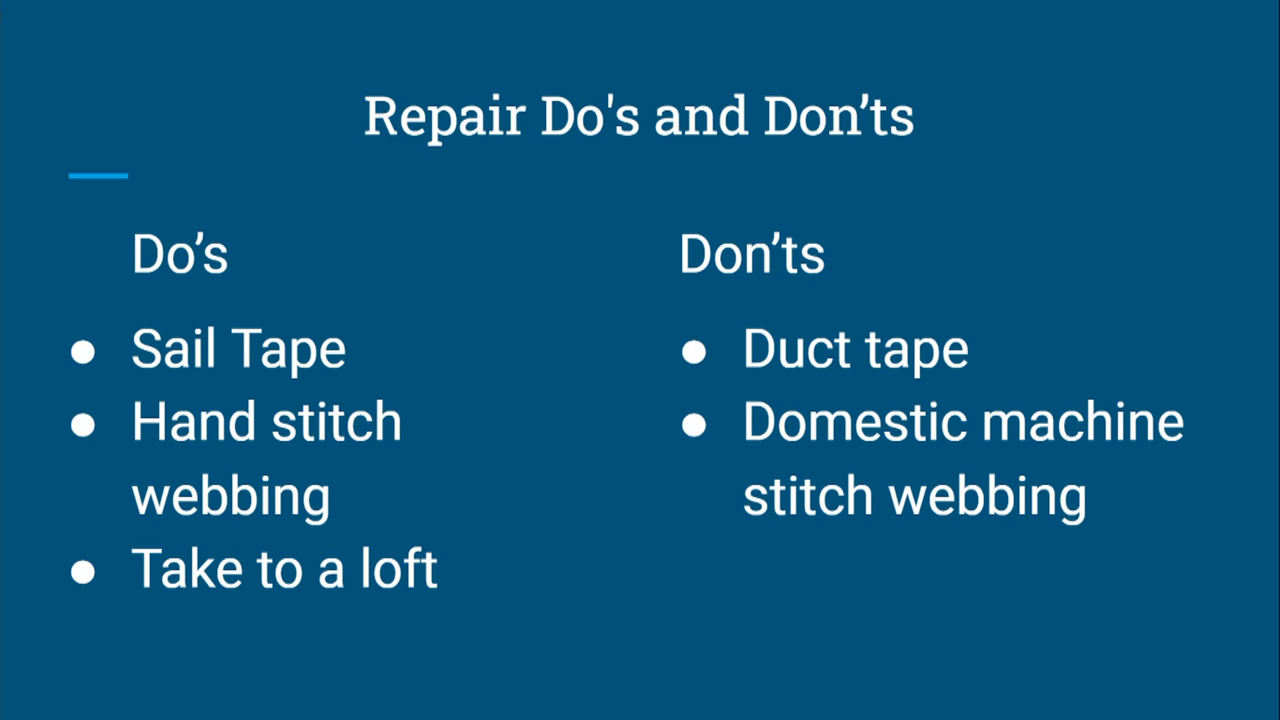 Repair Do's and Don’ts
Do’s
● Sail Tape
● Hand stitch
webbing
● Take to a loft
Don’ts
● Duct tape
● Domestic machine
stitch webbing